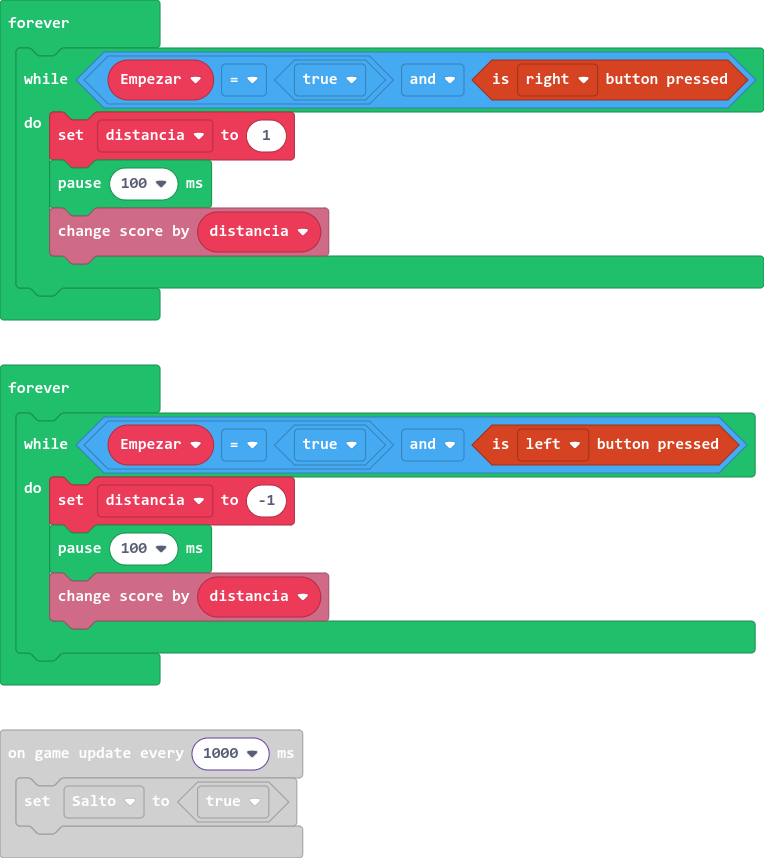 forever
while Empezar = true and is right button pressed
do
set distancia to 1
pause 100 ms
change score by distancia
forever
while Empezar = true and is left button pressed
do
set distancia to -1
pause 100 ms
change score by distancia
on game update every 1000 ms
set Salto to true